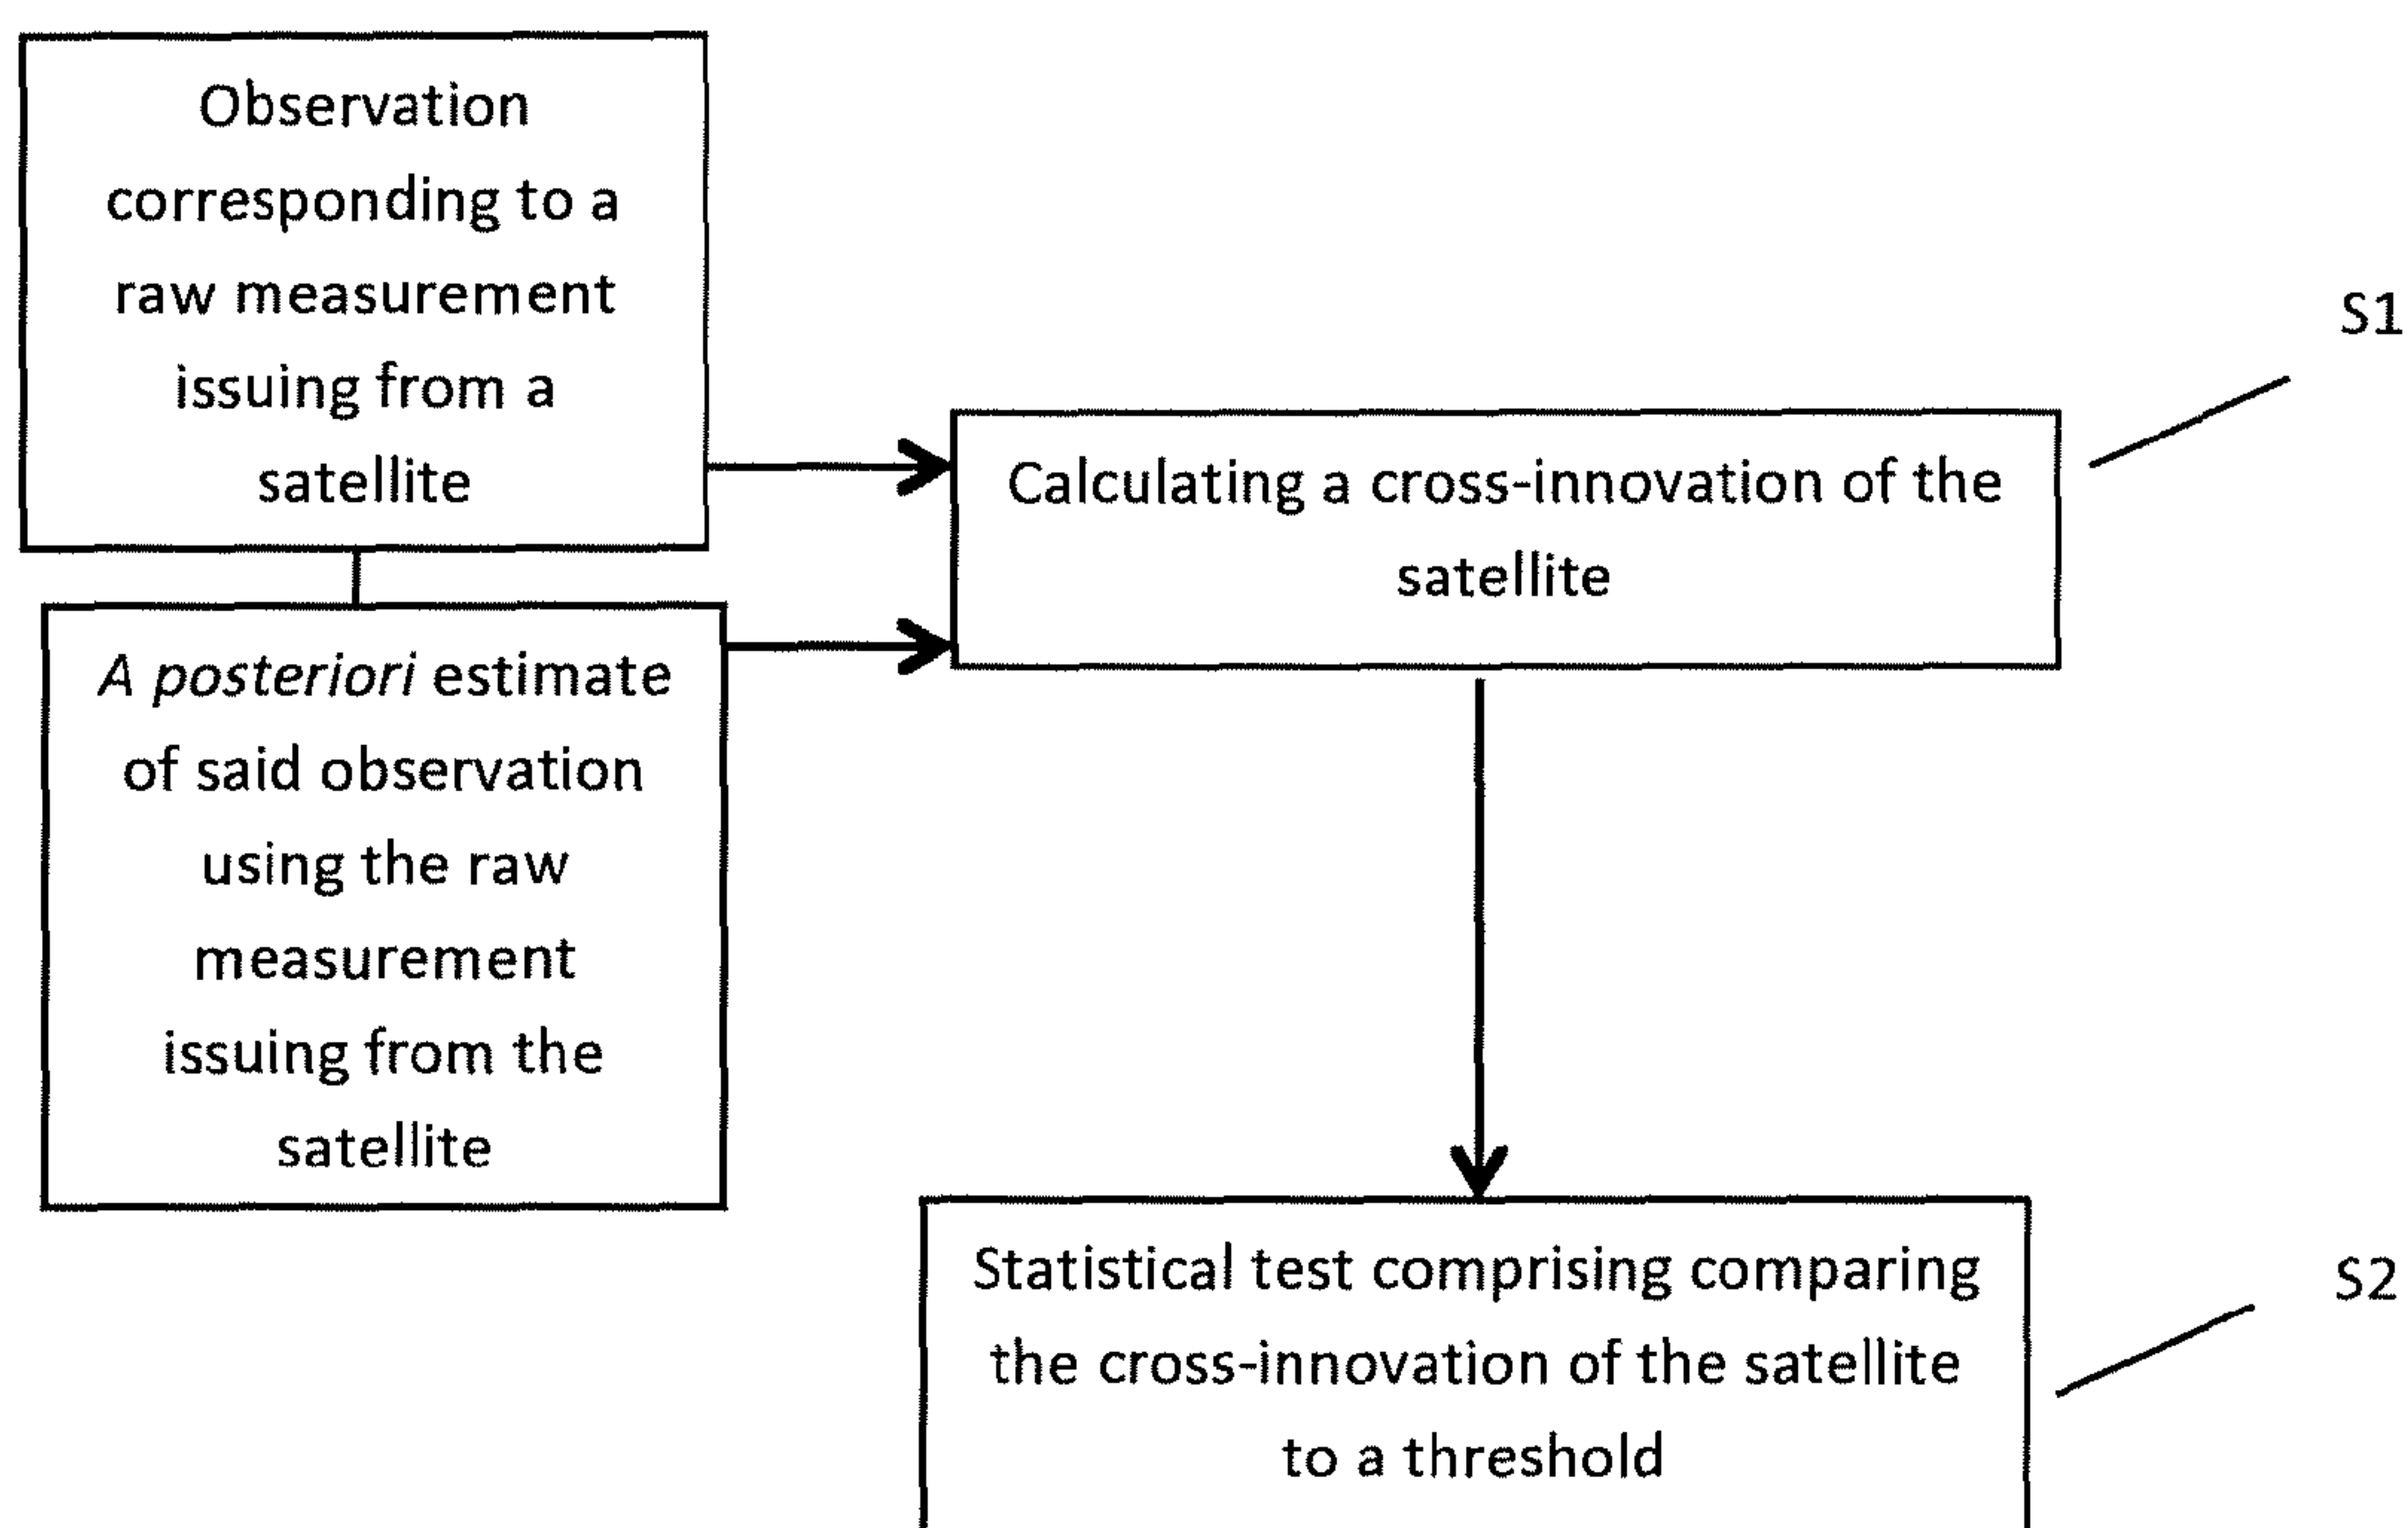 Observation
corresponding to a
raw measurement
issuing from a
satellite
S1
Calculating a cross-innovation of the
satellite
A posteriori estimate
of said observation
using the raw
measurement
issuing from the
satellite
Statistical test comprising comparing
the cross-innovation of the satellite
to a threshold
S2